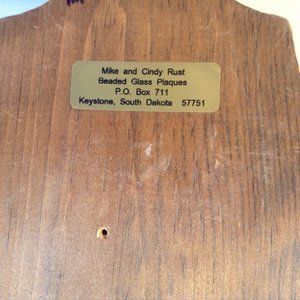 Mike and Cindy Rust
Beaded Glass Plaques
P.O. Box 711
Keystone, South Dakota 57751